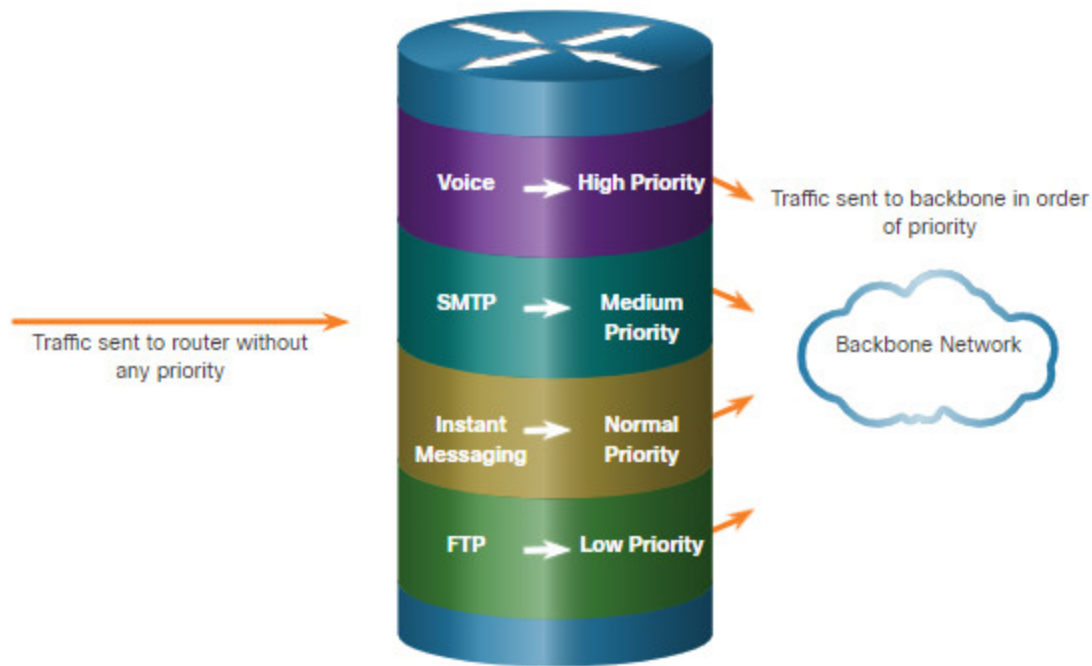 Voice
High Priority
Traffic sent to backbone in order
of priority
SMTP
Medium
Priority
Traffic sent to router without
any priority
Backbone Network
Instant
Messaging
Normal
Priority
FTP
Low Priority